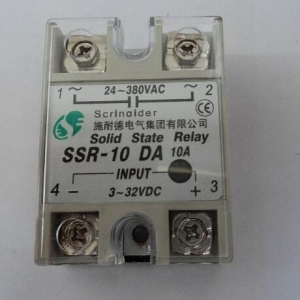 1 ~ 24~380VAC ~ 2
Scrinaider
施耐德电气集团有限公司
Solid State Relay
SSR-10 DA 10A
INPUT
4 - 3~32VDC + 3
CE